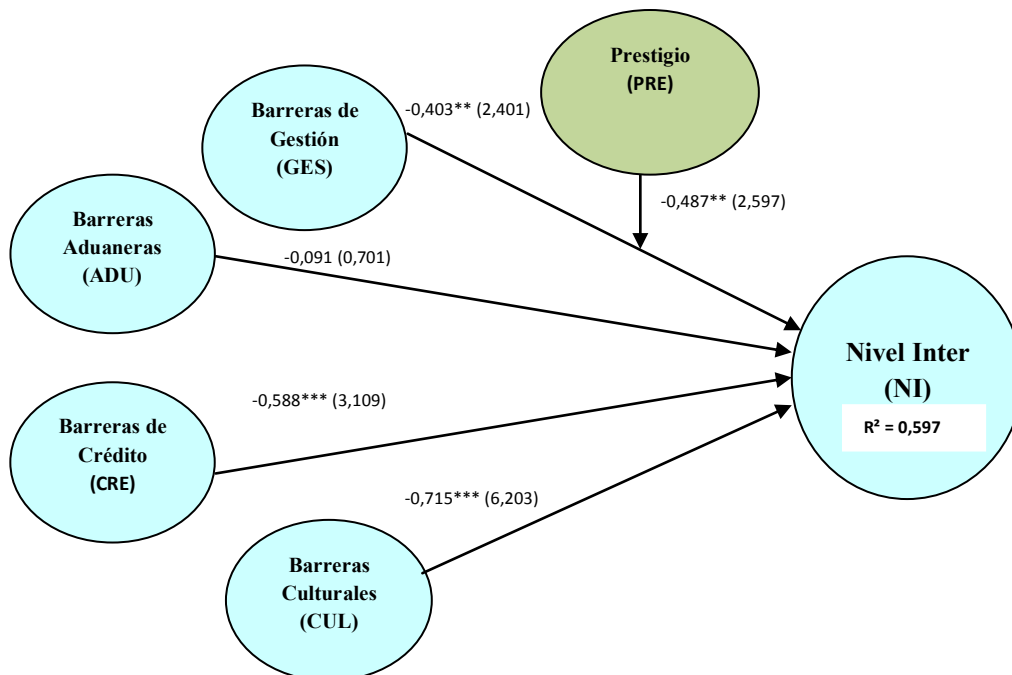 Prestigio
(PRE)
Barreras de
Gestión
(GES)
-0,403** (2,401)
-0,487** (2,597)
Barreras
Aduaneras
(ADU)
-0,091 (0,701)
Nivel Inter
(NI)
R² = 0,597
Barreras de
Crédito
(CRE)
-0,588*** (3,109)
-0,715*** (6,203)
Barreras
Culturales
(CUL)